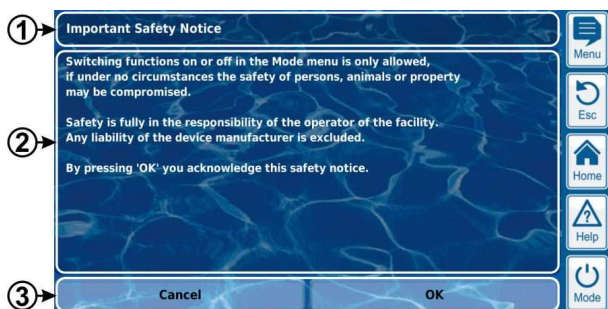 1
Important Safety Notice
Menu
2
Switching functions on or off in the Mode menu is only allowed,
if under no circumstances the safety of persons, animals or property
may be compromised.
Safety is fully in the responsibility of the operator of the facility.
Any liability of the device manufacturer is excluded.
By pressing 'OK' you acknowledge this safety notice.
Esc
Home
?
Help
3
Cancel
OK
Mode